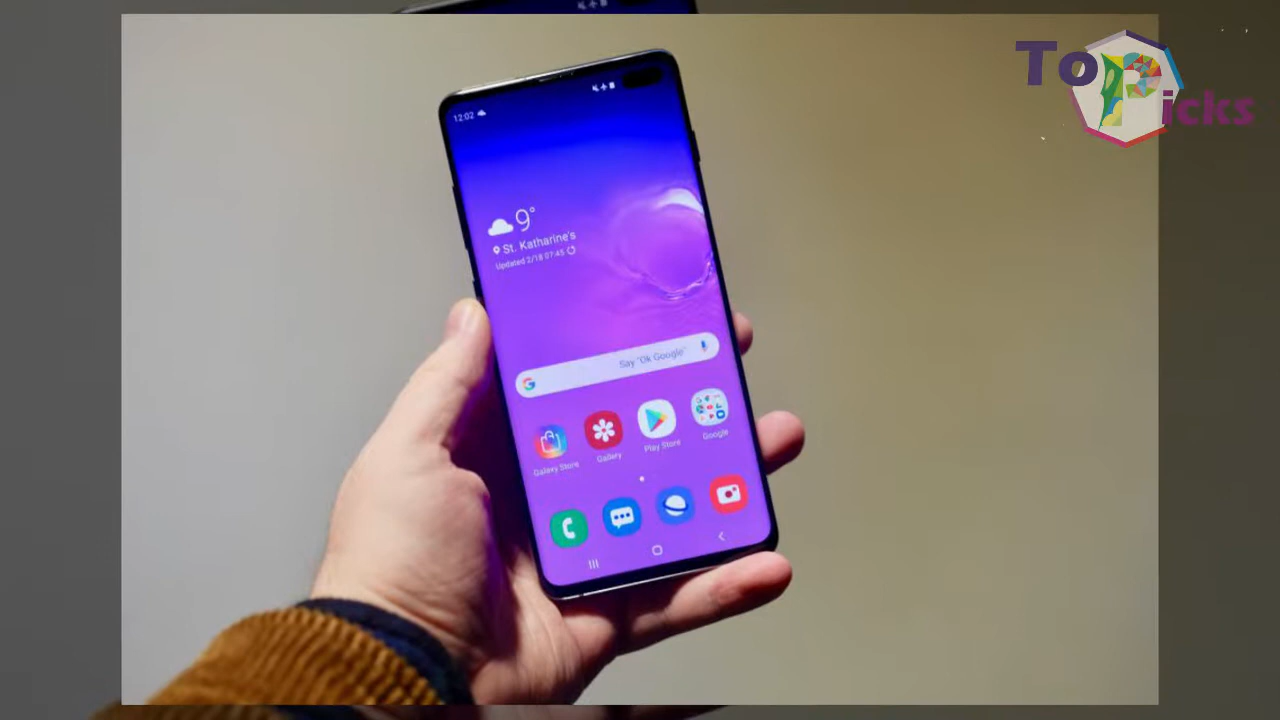 ToPicks
12:02
9°
St. Katharine's
Updated 2/18 07:45
Say "Ok Google"
Galaxy Store
Gallery
Play Store
Google